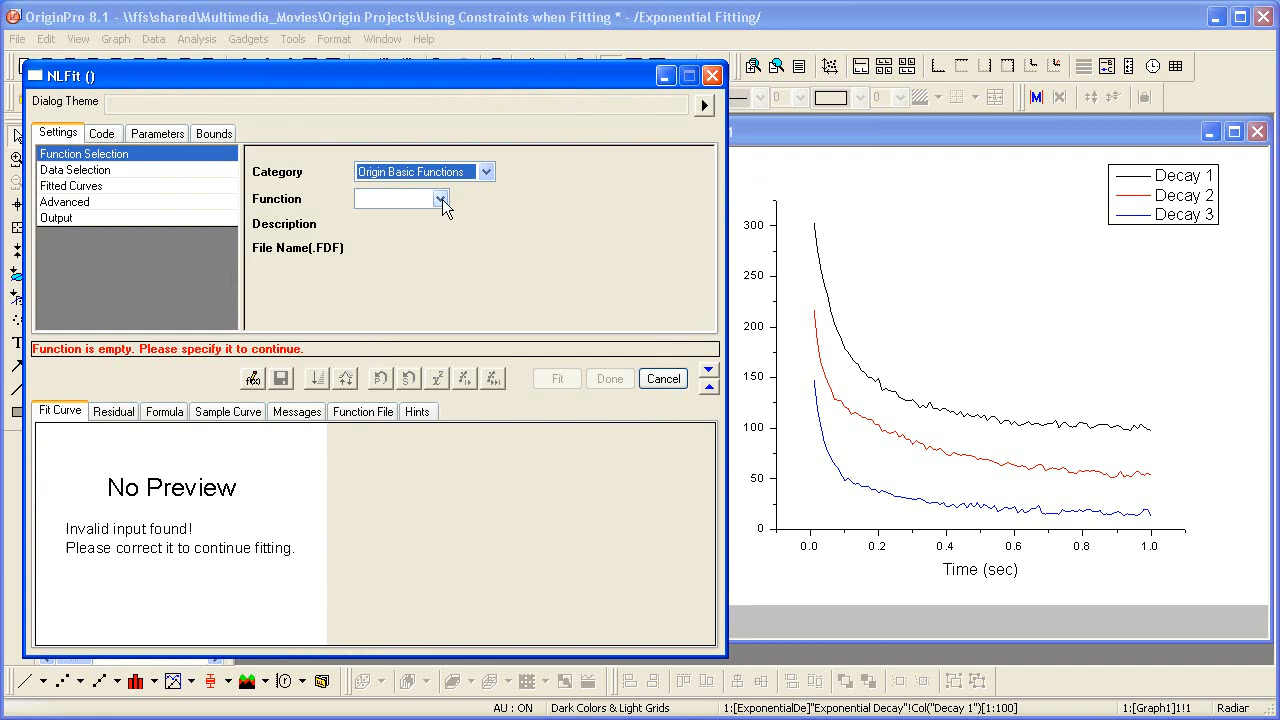 OriginPro 8.1 - \\ffs\shared\Multimedia_Movies\Origin Projects\Using Constraints when Fitting * - /Exponential Fitting/
File Edit View Graph Data Analysis Gadgets Tools Format Window Help
NLFit ()
Dialog Theme
Settings Code Parameters Bounds
Function Selection
Data Selection
Fitted Curves
Advanced
Output
Category Origin Basic Functions
Function
Description
File Name(.FDF)
Function is empty. Please specify it to continue.
Fit Done Cancel
Fit Curve Residual Formula Sample Curve Messages Function File Hints
No Preview
Invalid input found!
Please correct it to continue fitting.
0 0
Decay 1
Decay 2
Decay 3
300
250
200
150
100
50
0
0.0 0.2 0.4 0.6 0.8 1.0
Time (sec)
AU : ON Dark Colors & Light Grids 1:[ExponentialDe]"Exponential Decay"!Col("Decay 1")[1:100] 1:[Graph1]1!1 Radiar